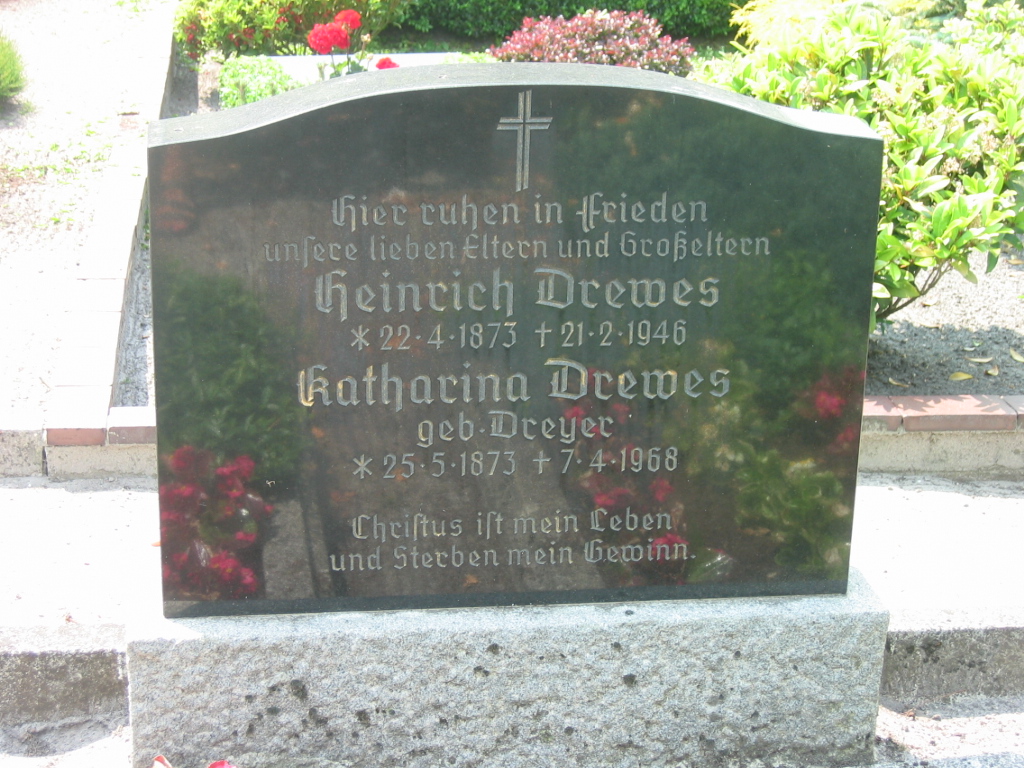 Hier ruhen in Frieden
unsere lieben Eltern und Großeltern
Heinrich Drewes
* 22·4·1873 † 21·2·1946
Katharina Drewes
geb. Dreyer
* 25·5·1873 † 7·4·1968
Christus ist mein Leben
und Sterben mein Gewinn.